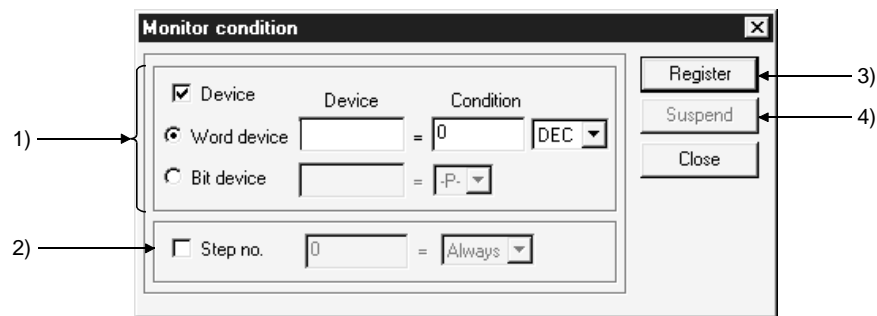 Monitor condition
1)
Device
Device
Condition
Word device
=
0
DEC
Bit device
=
-P-
2)
Step no.
0
=
Always
Register
3)
Suspend
4)
Close